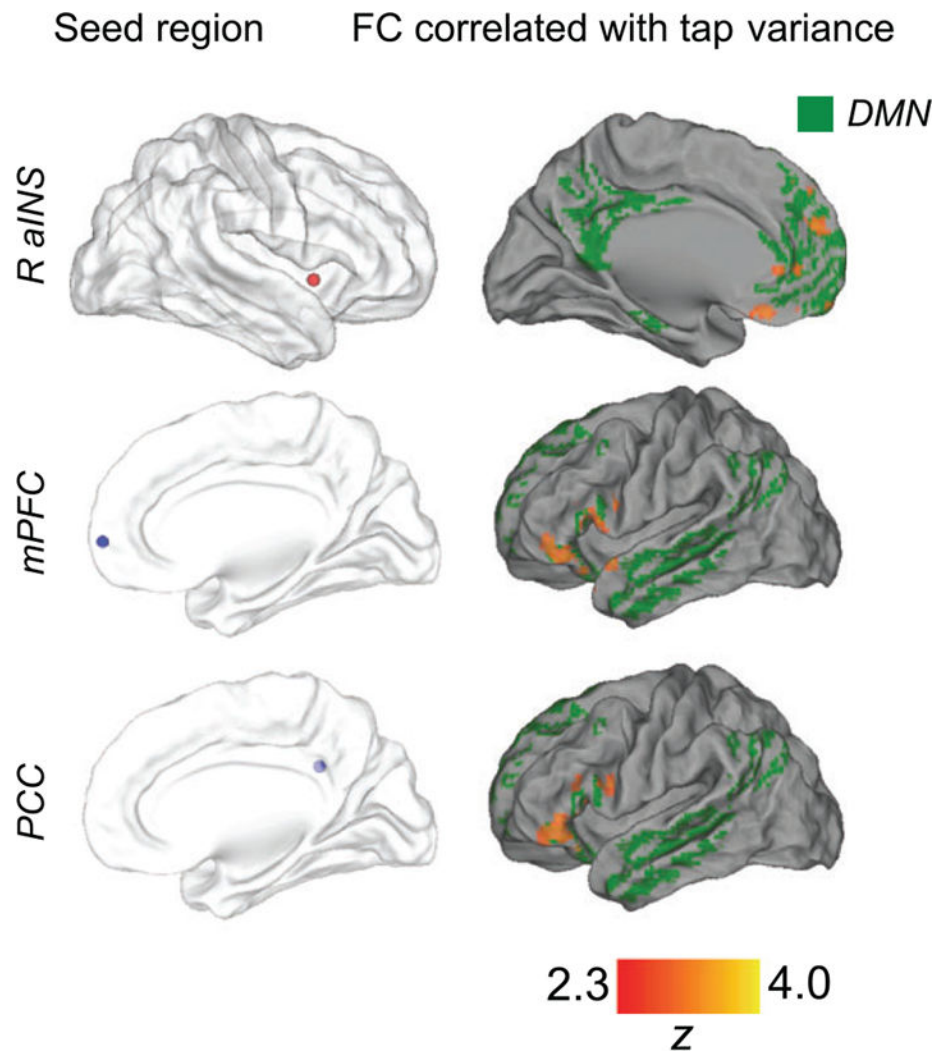 Seed region
FC correlated with tap variance
DMN
R aINS
mPFC
PCC
2.3
4.0
z